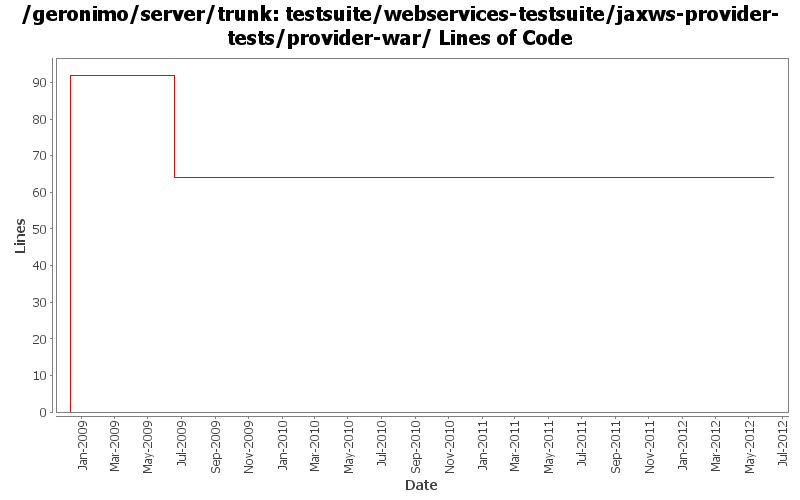 /geronimo/server/trunk: testsuite/webservices-testsuite/jaxws-provider-
tests/provider-war/ Lines of Code
Lines
90
80
70
60
50
40
30
20
10
0
Jan-2009
Mar-2009
May-2009
Jul-2009
Sep-2009
Nov-2009
Jan-2010
Mar-2010
May-2010
Jul-2010
Sep-2010
Nov-2010
Jan-2011
Mar-2011
May-2011
Jul-2011
Sep-2011
Nov-2011
Jan-2012
Mar-2012
May-2012
Jul-2012
Date